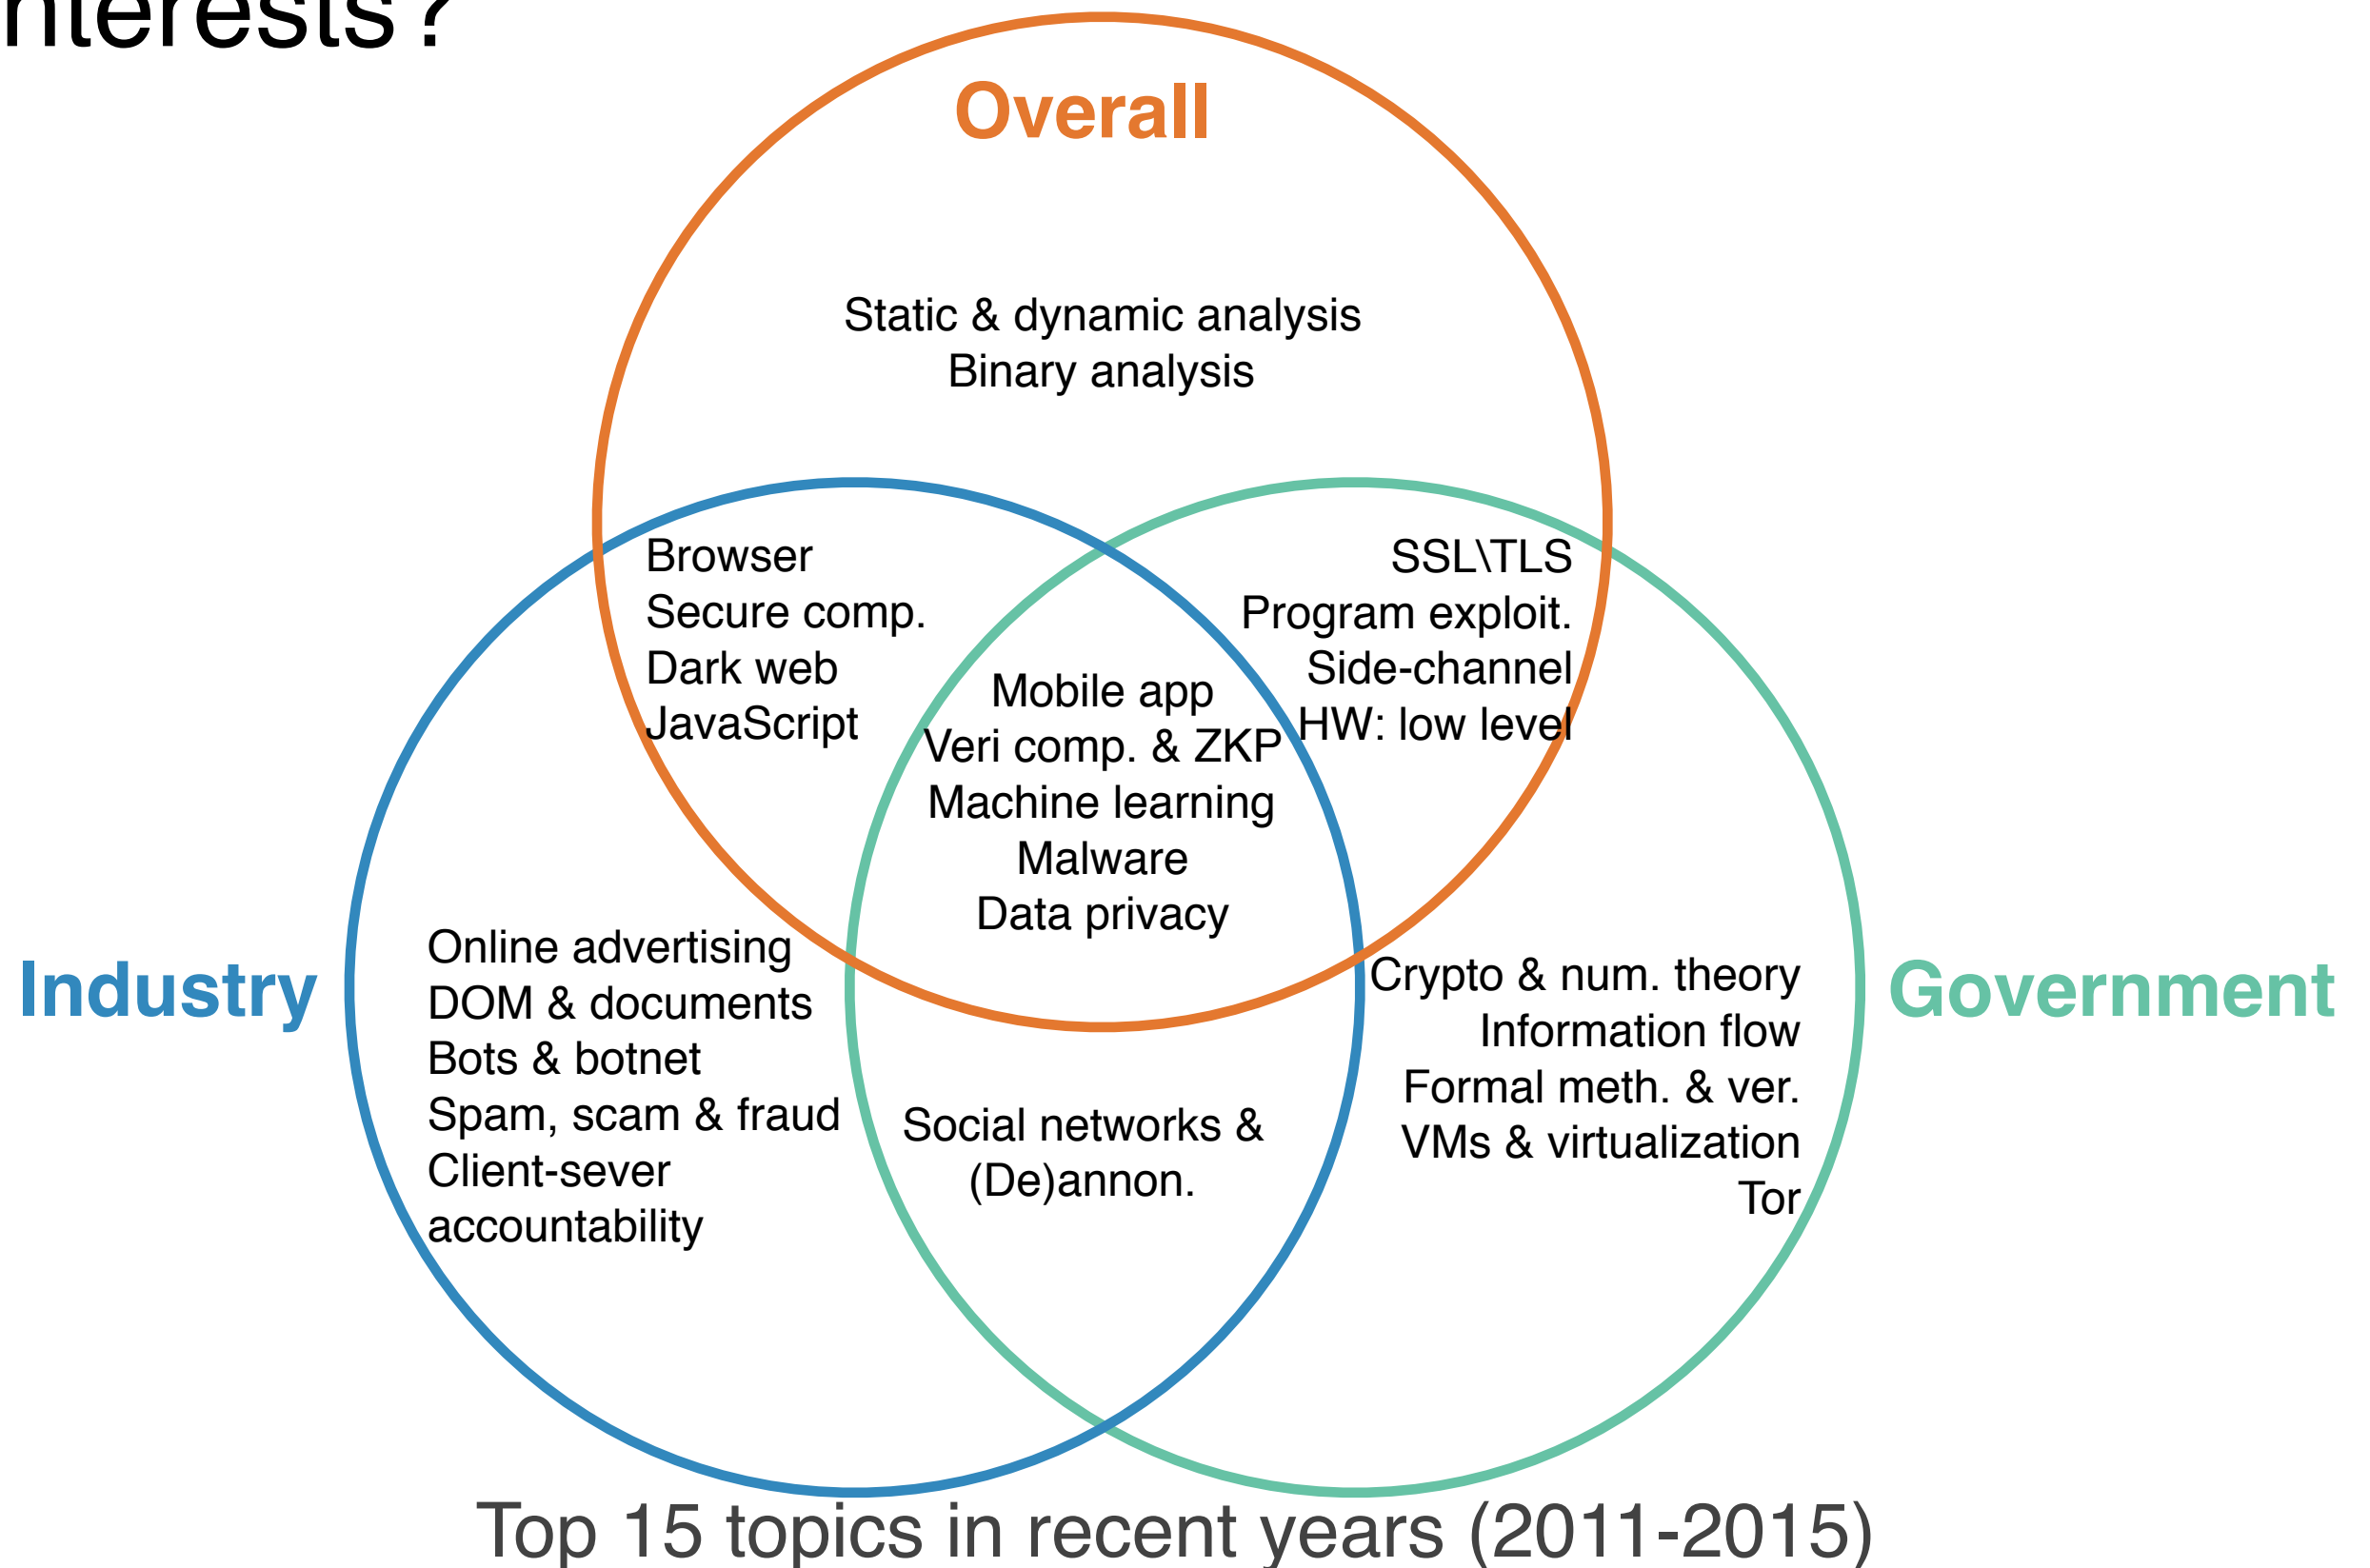 nterests?
Overall
Static & dynamic analysis
Binary analysis
Browser
Secure comp.
Dark web
JavaScript
SSL\TLS
Program exploit.
Side-channel
HW: low level
Mobile app
Veri comp. & ZKP
Machine learning
Malware
Data privacy
Industry
Online advertising
DOM & documents
Bots & botnet
Spam, scam & fraud
Client-sever
accountability
Social networks &
(De)annon.
Crypto & num. theory
Information flow
Formal meth. & ver.
VMs & virtualization
Tor
Government
Top 15 topics in recent years (2011-2015)